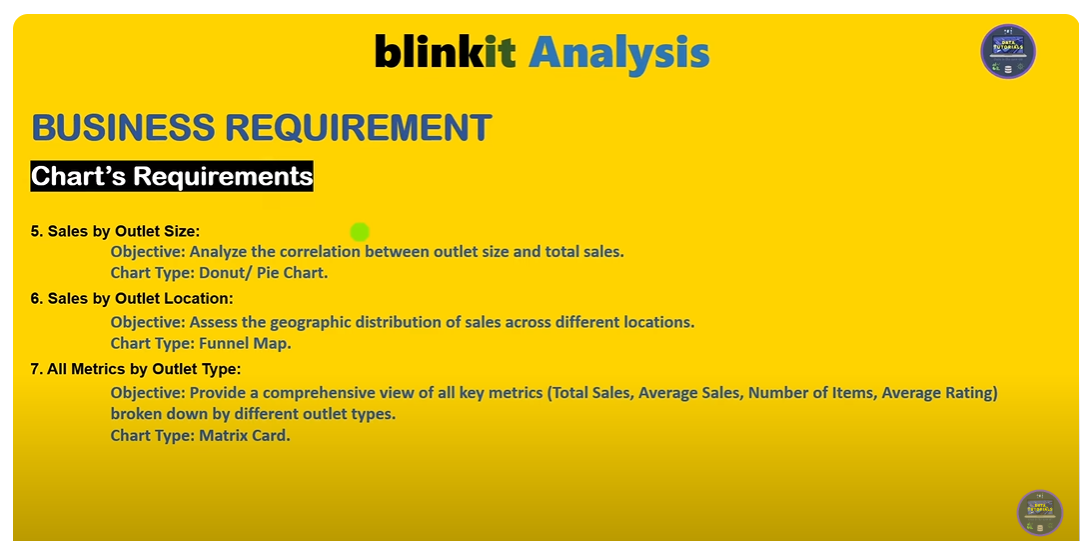 blinkit Analysis
DATA
TUTORIALS
BUSINESS REQUIREMENT
Chart's Requirements
5. Sales by Outlet Size:
Objective: Analyze the correlation between outlet size and total sales.
Chart Type: Donut/ Pie Chart.
6. Sales by Outlet Location:
Objective: Assess the geographic distribution of sales across different locations.
Chart Type: Funnel Map.
7. All Metrics by Outlet Type:
Objective: Provide a comprehensive view of all key metrics (Total Sales, Average Sales, Number of Items, Average Rating)
broken down by different outlet types.
Chart Type: Matrix Card.
DATA
TUTORIALS